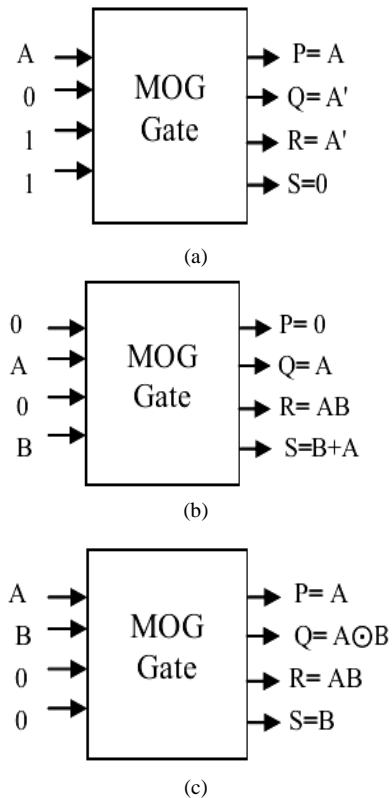 A
0
1
1
MOG
Gate
P= A
Q= A'
R= A'
S=0
(a)
0
A
0
B
MOG
Gate
P= 0
Q= A
R= AB
S=B+A
(b)
A
B
0
0
MOG
Gate
P= A
Q= A⊙B
R= AB
S=B
(c)